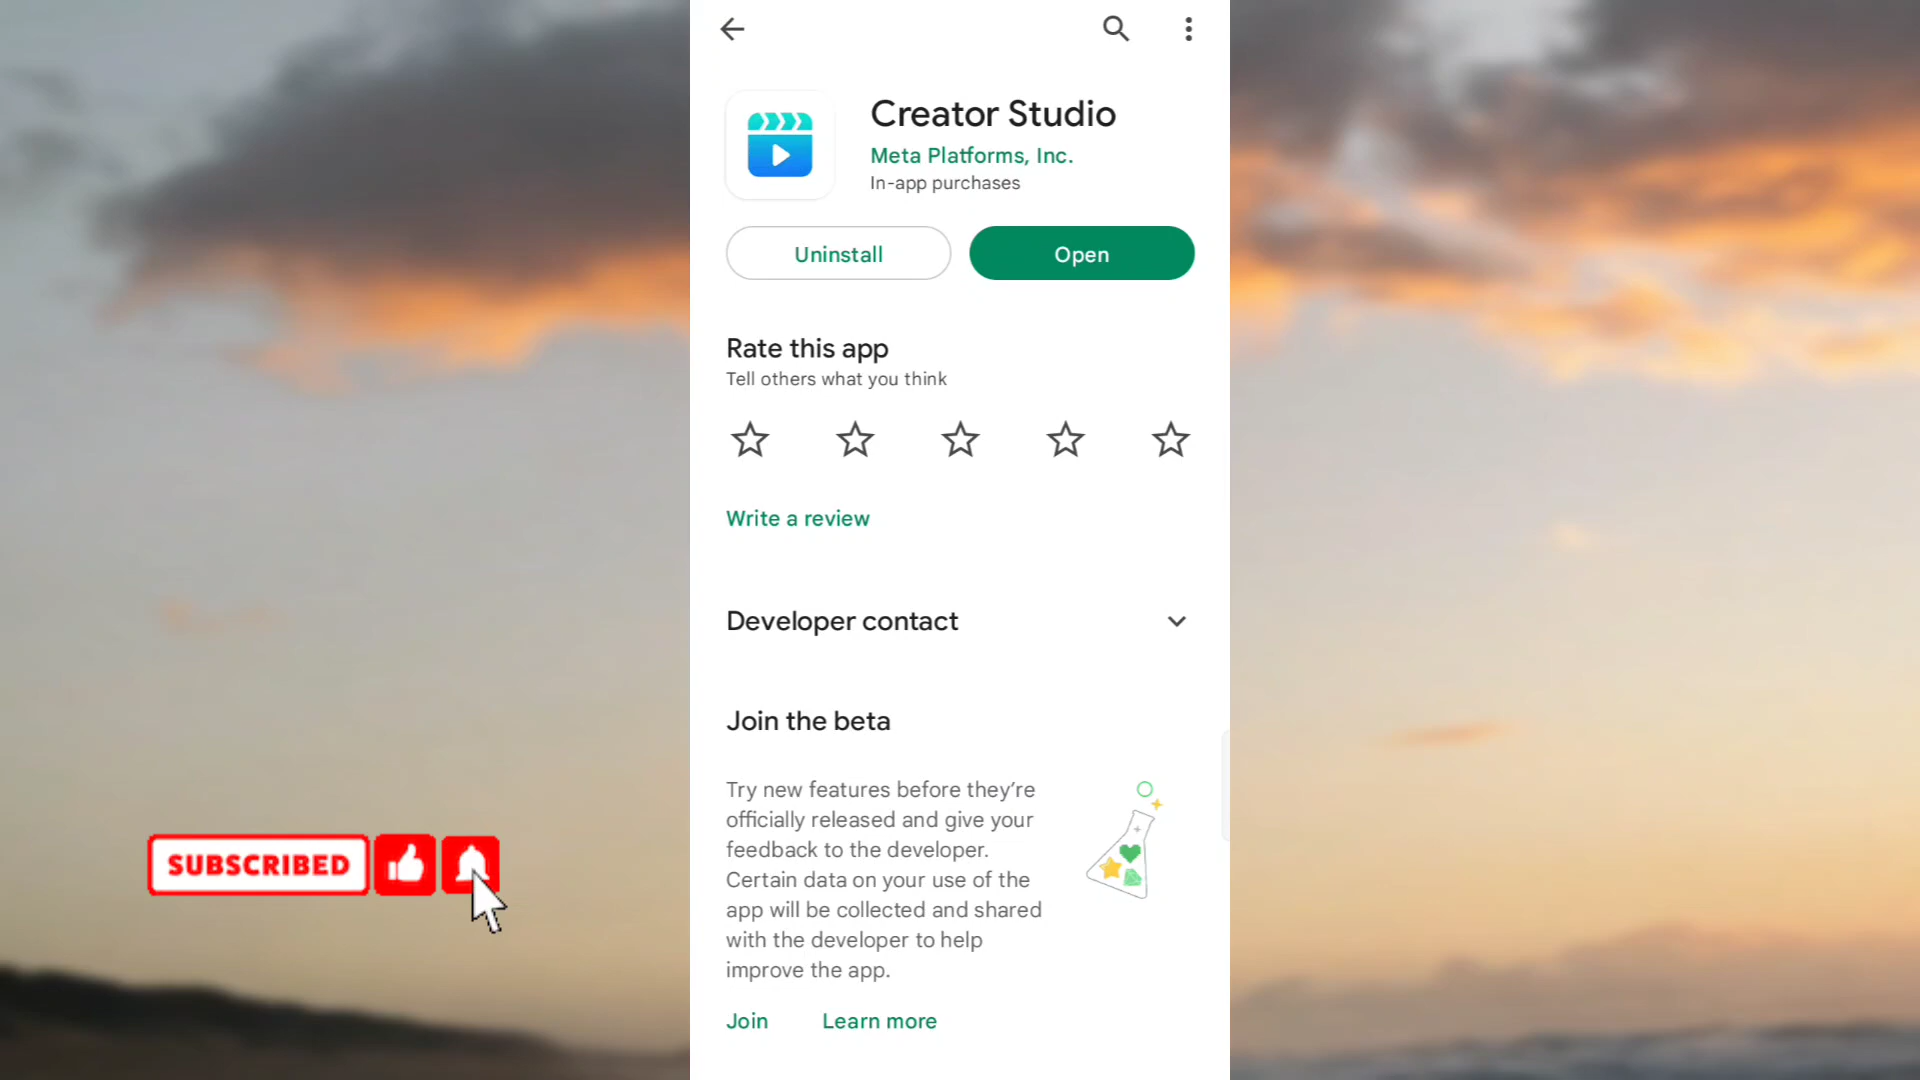 Creator Studio
Meta Platforms, Inc.
In-app purchases
Uninstall
Open
Rate this app
Tell others what you think
Write a review
Developer contact
Join the beta
Try new features before they’re
officially released and give your
feedback to the developer.
Certain data on your use of the
app will be collected and shared
with the developer to help
improve the app.
Join
Learn more
SUBSCRIBED